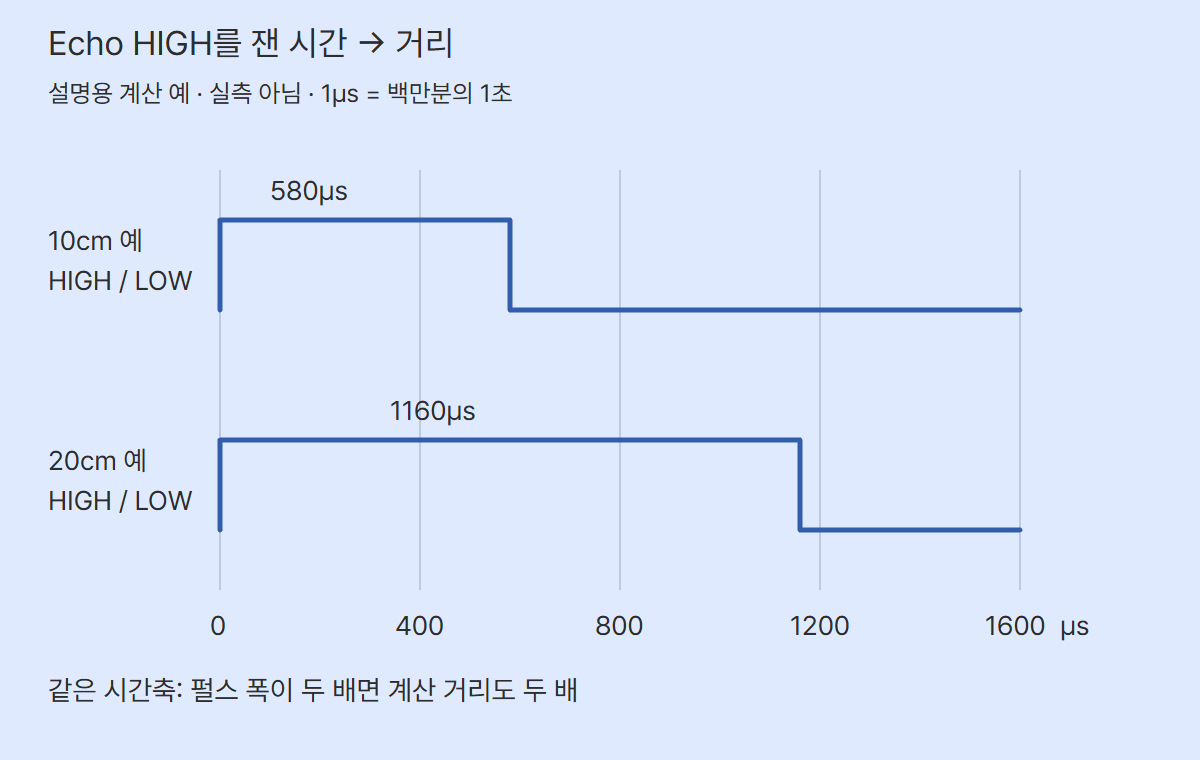 Echo HIGH를 잰 시간 → 거리
설명용 계산 예 · 실측 아님 · 1µs = 백만분의 1초
580µs
10cm 예
HIGH / LOW
1160µs
20cm 예
HIGH / LOW
0 400 800 1200 1600 µs
같은 시간축: 펄스 폭이 두 배면 계산 거리도 두 배